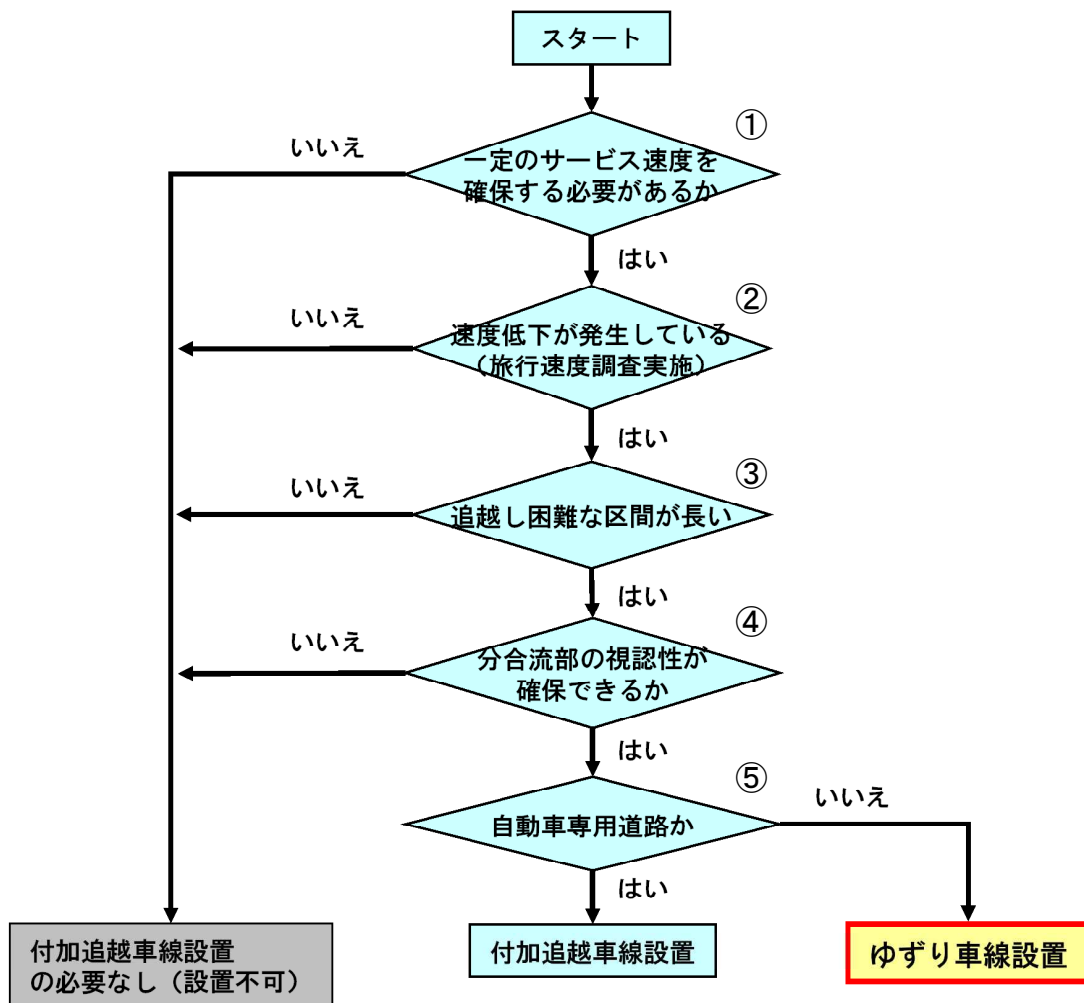 スタート
①
いいえ
一定のサービス速度を
確保する必要があるか
はい
②
いいえ
速度低下が発生している
（旅行速度調査実施）
はい
③
いいえ
追越し困難な区間が長い
はい
④
いいえ
分合流部の視認性が
確保できるか
はい
⑤
いいえ
自動車専用道路か
はい
付加追越車線設置
の必要なし（設置不可）
付加追越車線設置
ゆずり車線設置